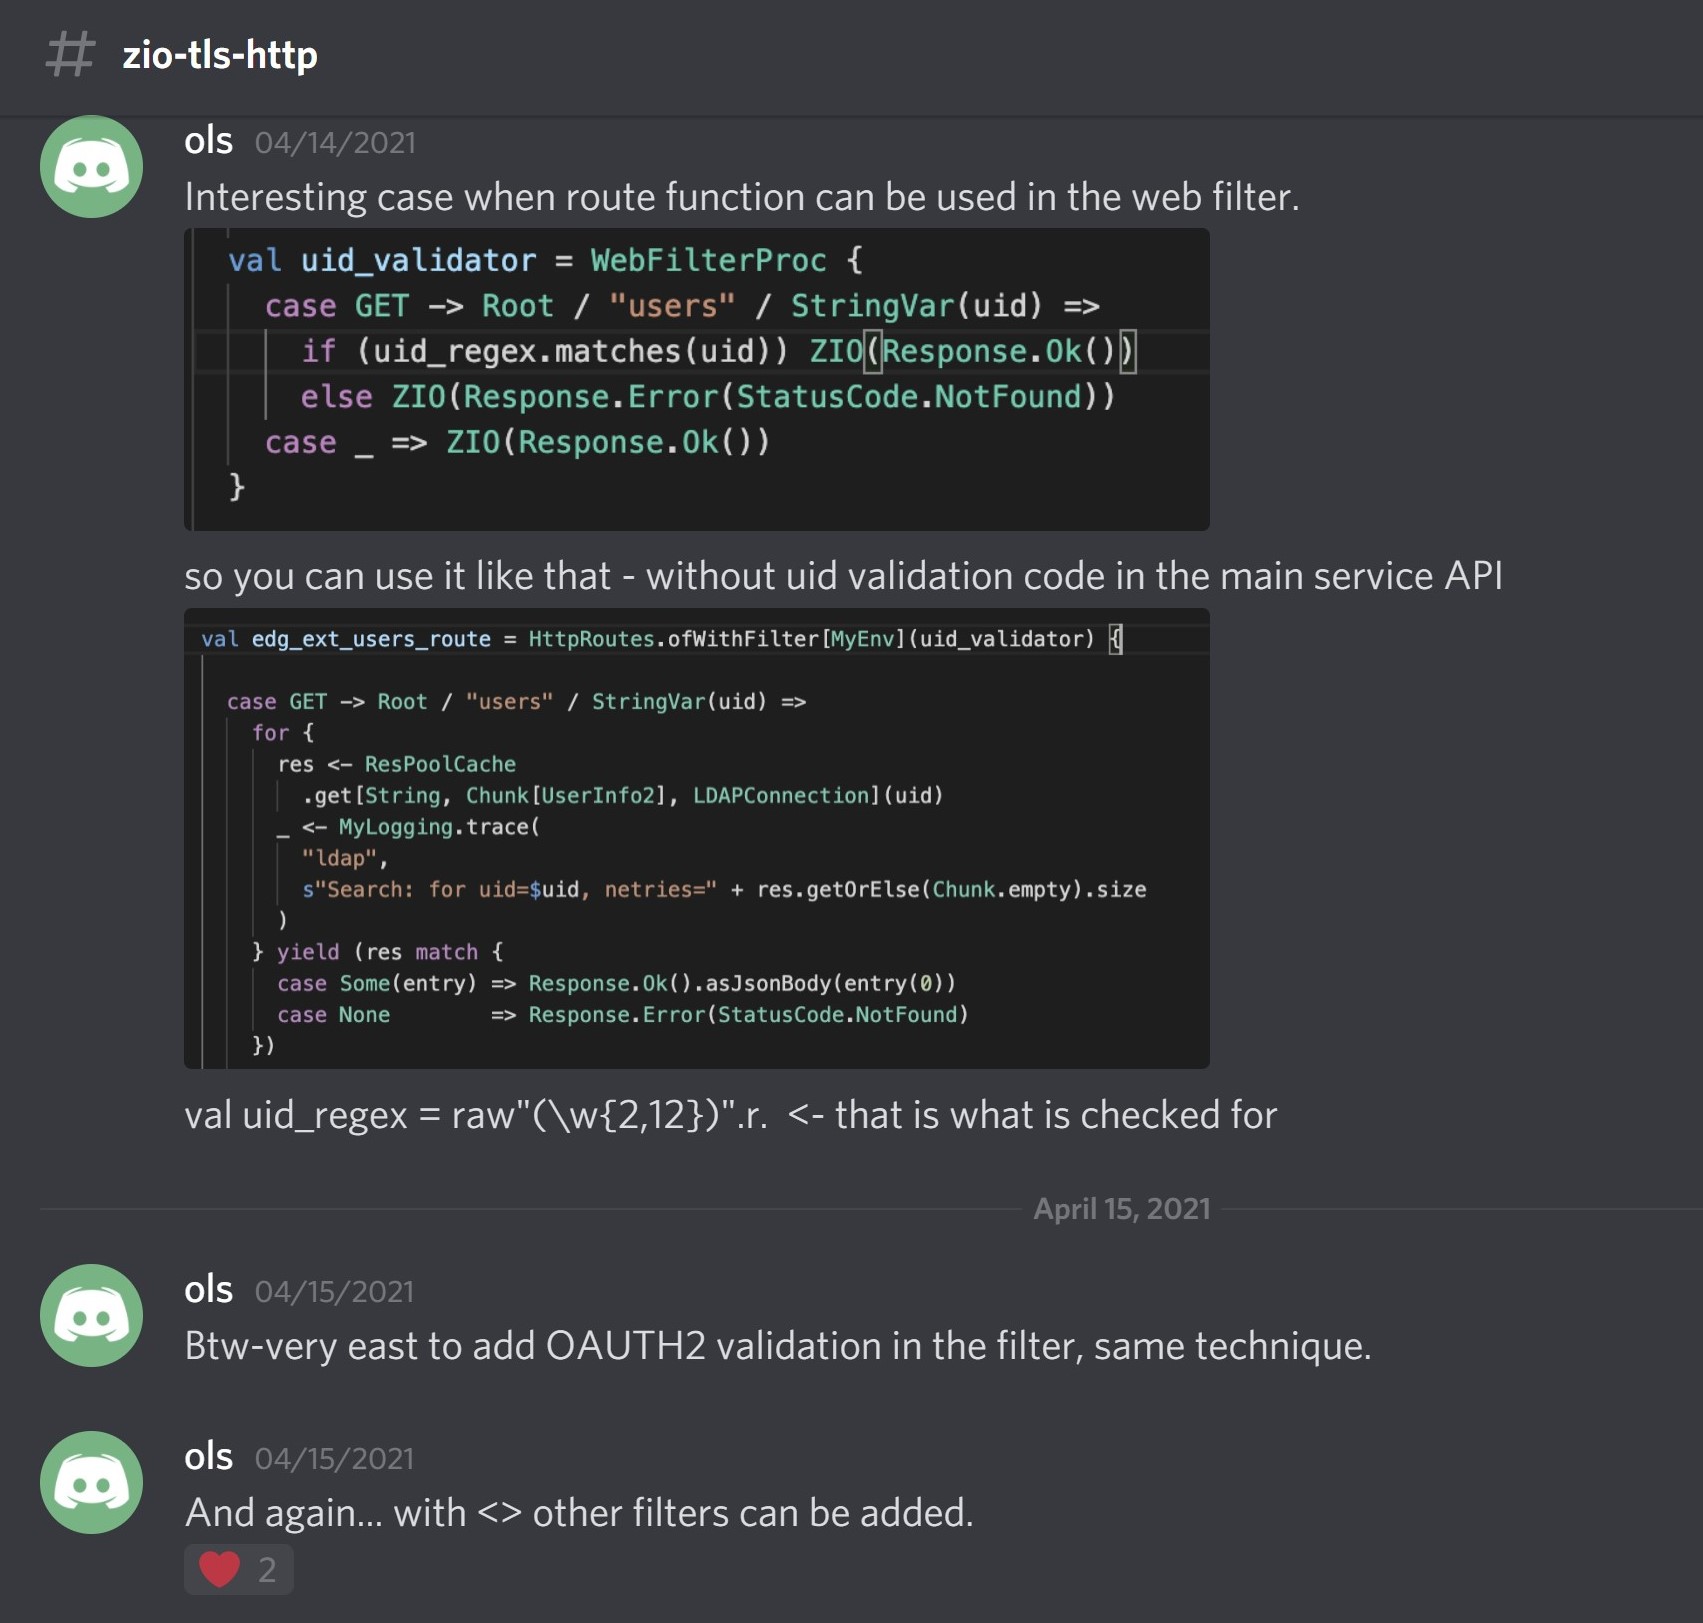 # zio-tls-http
ols 04/14/2021
Interesting case when route function can be used in the web filter.
val uid_validator = WebFilterProc {
  case GET -> Root / "users" / StringVar(uid) =>
    if (uid_regex.matches(uid)) ZIO(Response.Ok())
    else ZIO(Response.Error(StatusCode.NotFound))
  case _ => ZIO(Response.Ok())
}
so you can use it like that - without uid validation code in the main service API
val edg_ext_users_route = HttpRoutes.ofWithFilter[MyEnv](uid_validator) {
  case GET -> Root / "users" / StringVar(uid) =>
    for {
      res <- ResPoolCache
        .get[String, Chunk[UserInfo2], LDAPConnection](uid)
      _ <- MyLogging.trace(
        "ldap",
        s"Search: for uid=$uid, netries=" + res.getOrElse(Chunk.empty).size
      )
    } yield (res match {
      case Some(entry) => Response.Ok().asJsonBody(entry(0))
      case None        => Response.Error(StatusCode.NotFound)
    })
val uid_regex = raw"(\w{2,12})".r.  <- that is what is checked for
April 15, 2021
ols 04/15/2021
Btw-very east to add OAUTH2 validation in the filter, same technique.
ols 04/15/2021
And again... with <> other filters can be added.
❤️ 2